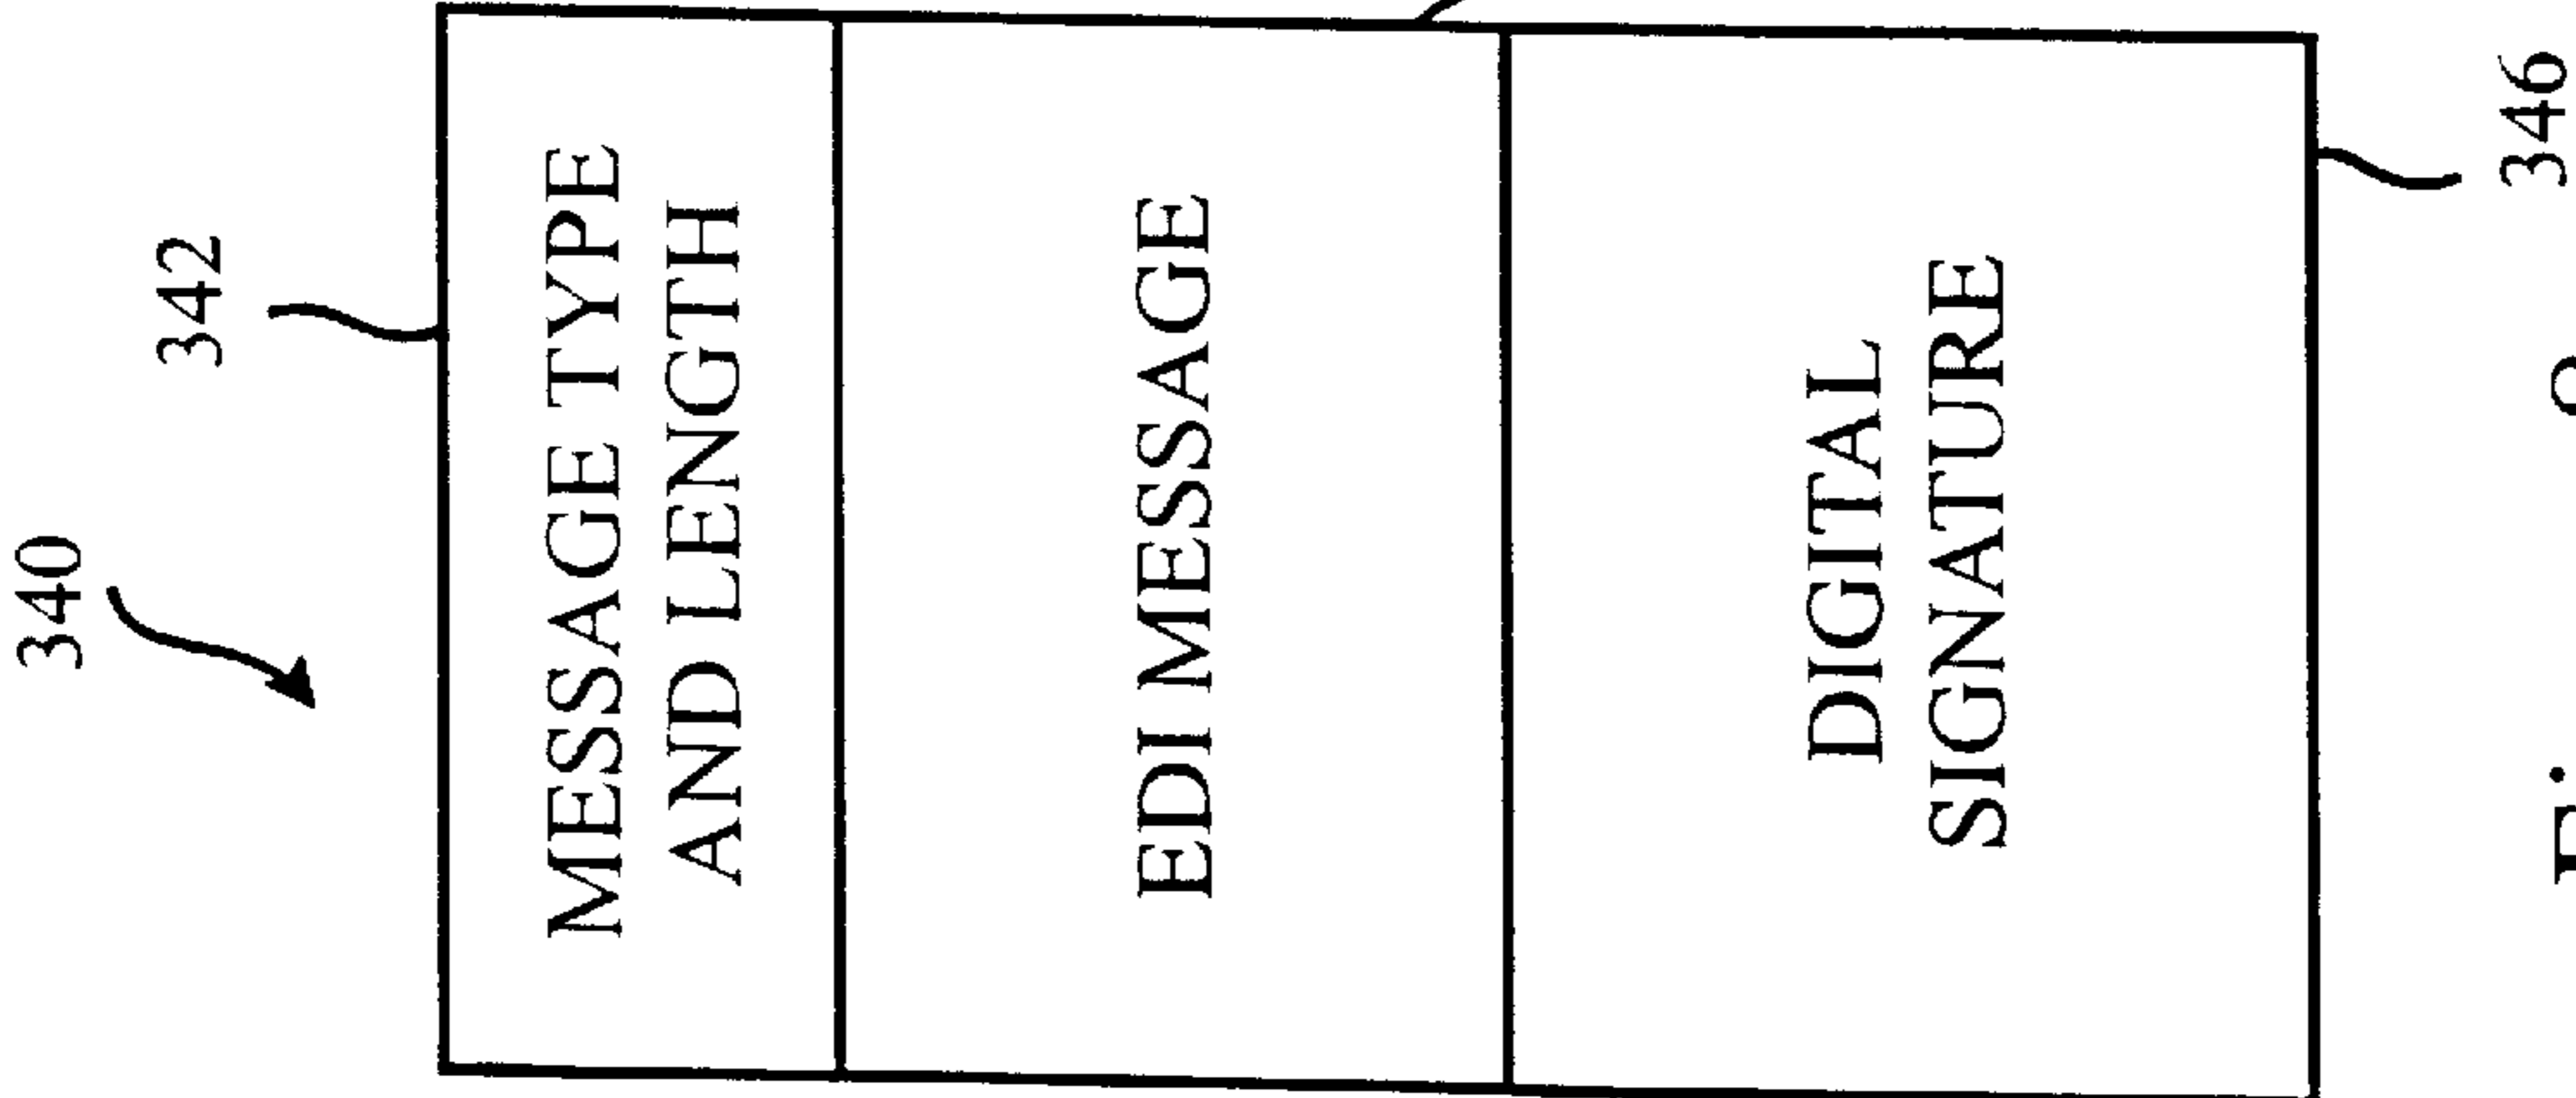 340
342
MESSAGE TYPE
AND LENGTH
EDI MESSAGE
DIGITAL
SIGNATURE
346